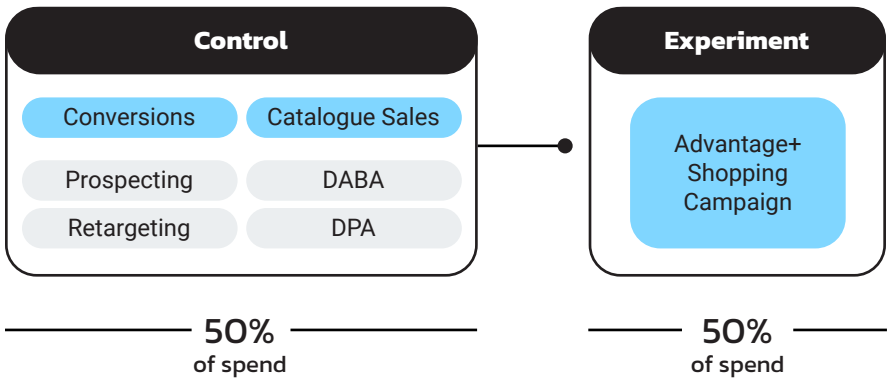 Control
Conversions
Catalogue Sales
Prospecting
DABA
Retargeting
DPA
50%
of spend
Experiment
Advantage+
Shopping
Campaign
50%
of spend